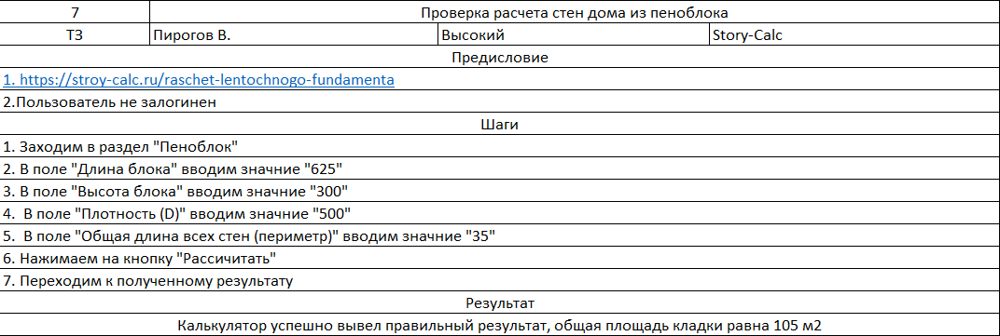 7 Проверка расчета стен дома из пеноблока
ТЗ Пирогов В. Высокий Story-Calc
Предисловие
1. https://stroy-calc.ru/raschet-lentochnogo-fundamenta
2.Пользователь не залогинен
Шаги
1. Заходим в раздел "Пеноблок"
2. В поле "Длина блока" вводим значние "625"
3. В поле "Высота блока" вводим значние "300"
4.  В поле "Плотность (D)" вводим значние "500"
5.  В поле "Общая длина всех стен (периметр)" вводим значние "35"
6. Нажимаем на кнопку "Рассичитать"
7. Переходим к полученному результату
Результат
Калькулятор успешно вывел правильный результат, общая площадь кладки равна 105 м2